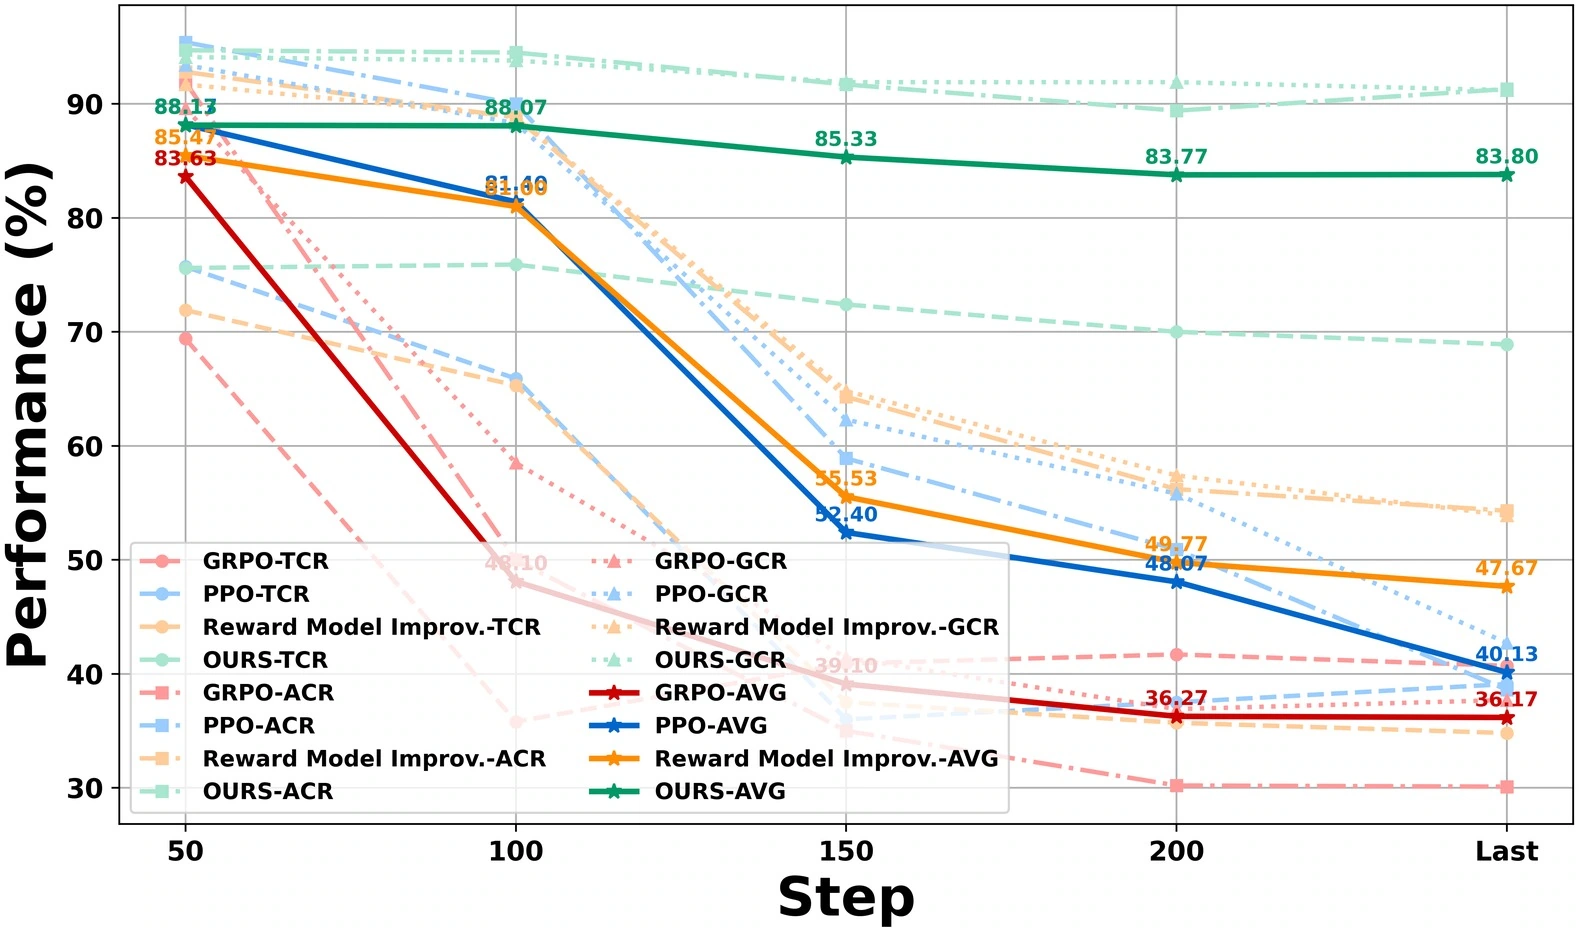 Performance (%)
90
80
70
60
50
40
30
88.13
85.47
83.63
88.07
81.40
81.00
48.10
85.33
55.53
52.40
39.10
83.77
49.77
48.07
36.27
83.80
47.67
40.13
36.17
GRPO-TCR
PPO-TCR
Reward Model Improv.-TCR
OURS-TCR
GRPO-ACR
PPO-ACR
Reward Model Improv.-ACR
OURS-ACR
GRPO-GCR
PPO-GCR
Reward Model Improv.-GCR
OURS-GCR
GRPO-AVG
PPO-AVG
Reward Model Improv.-AVG
OURS-AVG
50
100
150
200
Last
Step